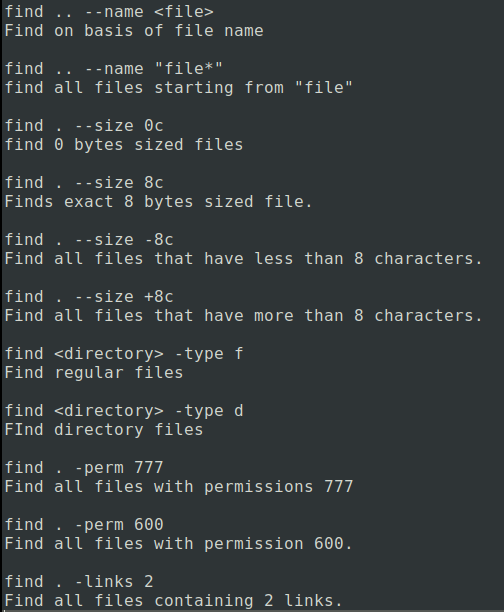 find .. --name <file>
Find on basis of file name
find .. --name "file*"
find all files starting from "file"
find . --size 0c
find 0 bytes sized files
find . --size 8c
Finds exact 8 bytes sized file.
find . --size -8c
Find all files that have less than 8 characters.
find . --size +8c
Find all files that have more than 8 characters.
find <directory> -type f
Find regular files
find <directory> -type d
FInd directory files
find . -perm 777
Find all files with permissions 777
find . -perm 600
Find all files with permission 600.
find . -links 2
Find all files containing 2 links.